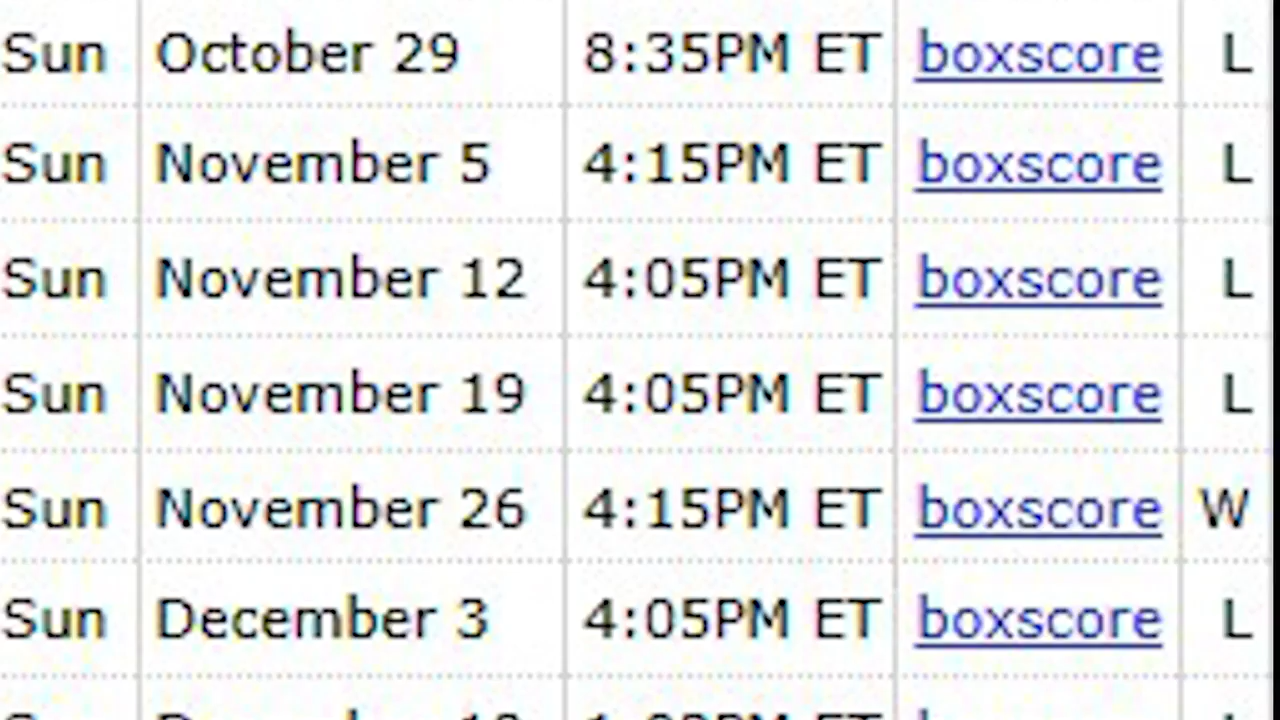 Sun October 29 8:35PM ET boxscore L
Sun November 5 4:15PM ET boxscore L
Sun November 12 4:05PM ET boxscore L
Sun November 19 4:05PM ET boxscore L
Sun November 26 4:15PM ET boxscore W
Sun December 3 4:05PM ET boxscore L